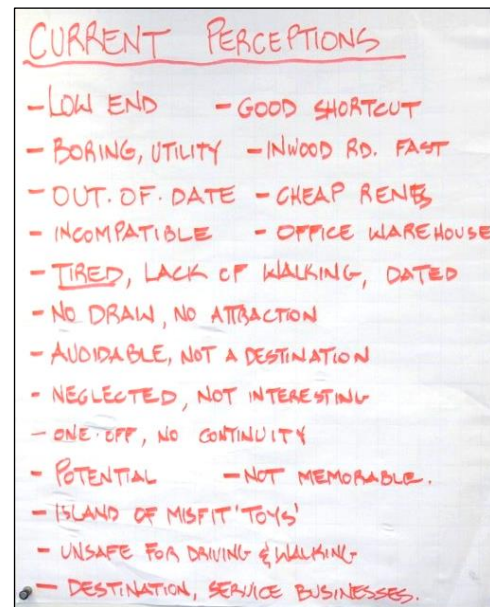 CURRENT PERCEPTIONS
- LOW END - GOOD SHORTCUT
- BORING, UTILITY - INWOOD RD. FAST
- OUT. OF. DATE - CHEAP RENTS
- INCOMPATIBLE - OFFICE WAREHOUSE
- TIRED, LACK OF WALKING, DATED
- NO DRAW, NO ATTRACTION
- AVOIDABLE, NOT A DESTINATION
- NEGLECTED, NOT INTERESTING
- ONE-OFF, NO CONTINUITY
- POTENTIAL - NOT MEMORABLE.
- ISLAND OF MISFIT 'TOYS'
- UNSAFE FOR DRIVING & WALKING
- DESTINATION, SERVICE BUSINESSES.